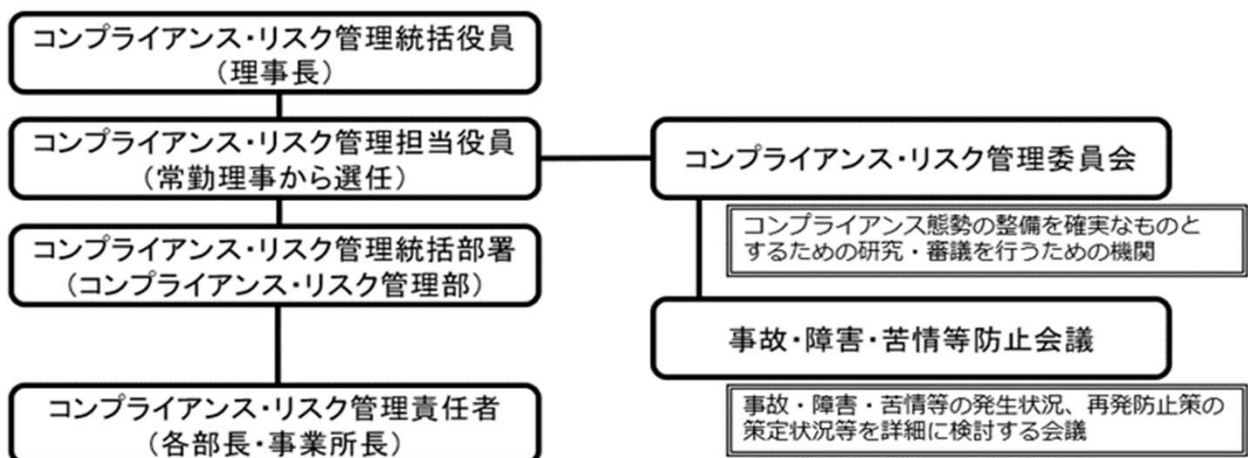 コンプライアンス・リスク管理統括役員
（理事長）
コンプライアンス・リスク管理担当役員
（常勤理事から選任）
コンプライアンス・リスク管理統括部署
（コンプライアンス・リスク管理部）
コンプライアンス・リスク管理責任者
（各部長・事業所長）
コンプライアンス・リスク管理委員会
コンプライアンス態勢の整備を確実なものと
するための研究・審議を行うための機関
事故・障害・苦情等防止会議
事故・障害・苦情等の発生状況、再発防止策の
策定状況等を詳細に検討する会議